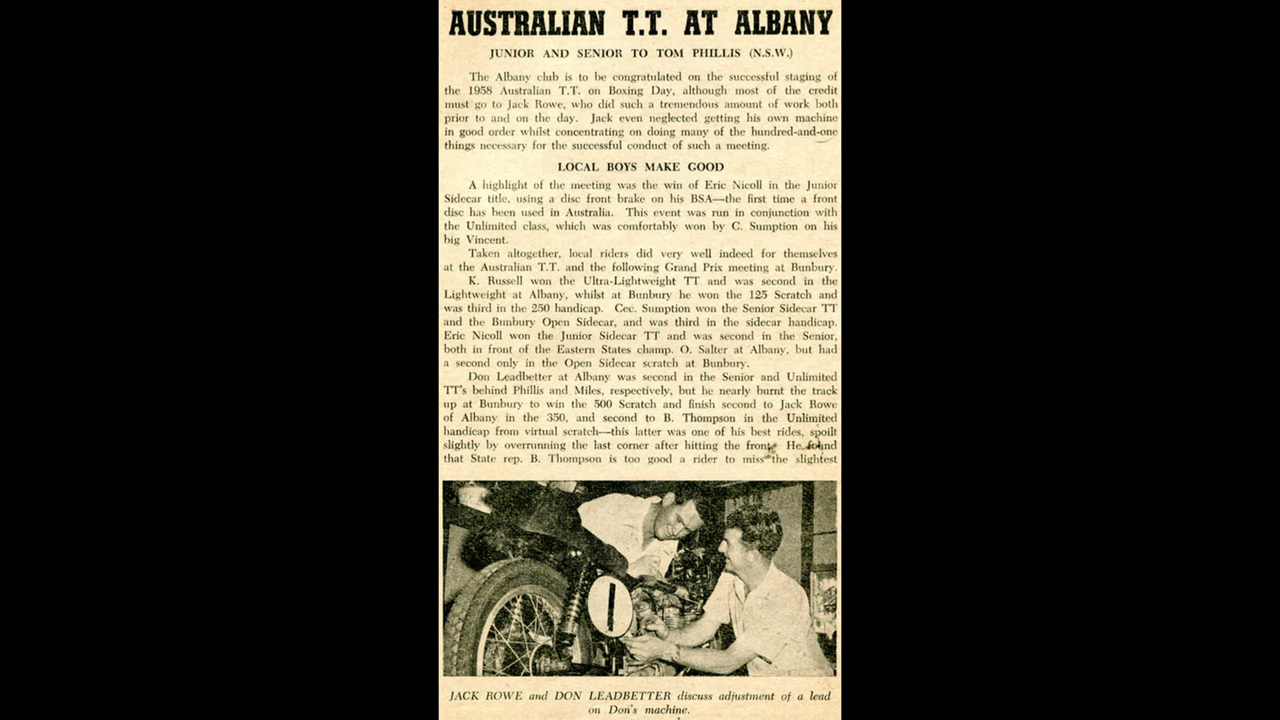 AUSTRALIAN T.T. AT ALBANY
JUNIOR AND SENIOR TO TOM PHILLIS (N.S.W.)
The Albany club is to be congratulated on the successful staging of
the 1958 Australian T.T. on Boxing Day, although most of the credit
must go to Jack Rowe, who did such a tremendous amount of work both
prior to and on the day. Jack even neglected getting his own machine
in good order whilst concentrating on doing many of the hundred-and-one
things necessary for the successful conduct of such a meeting.
LOCAL BOYS MAKE GOOD
A highlight of the meeting was the win of Eric Nicoll in the Junior
Sidecar title, using a disc front brake on his BSA—the first time a front
disc has been used in Australia. This event was run in conjunction with
the Unlimited class, which was comfortably won by C. Sumption on his
big Vincent.
Taken altogether, local riders did very well indeed for themselves
at the Australian T.T. and the following Grand Prix meeting at Bunbury.
K. Russell won the Ultra-Lightweight TT and was second in the
Lightweight at Albany, whilst at Bunbury he won the 125 Scratch and
was third in the 250 handicap. Cec. Sumption won the Senior Sidecar TT
and the Bunbury Open Sidecar, and was third in the sidecar handicap.
Eric Nicoll won the Junior Sidecar TT and was second in the Senior,
both in front of the Eastern States champ. O. Salter at Albany, but had
a second only in the Open Sidecar scratch at Bunbury.
Don Leadbetter at Albany was second in the Senior and Unlimited
TT's behind Phillis and Miles, respectively, but he nearly burnt the track
up at Bunbury to win the 500 Scratch and finish second to Jack Rowe
of Albany in the 350, and second to B. Thompson in the Unlimited
handicap from virtual scratch—this latter was one of his best rides, spoilt
slightly by overrunning the last corner after hitting the front. He found
that State rep. B. Thompson is too good a rider to miss the slightest
1
JACK ROWE and DON LEADBETTER discuss adjustment of a lead
on Don's machine.